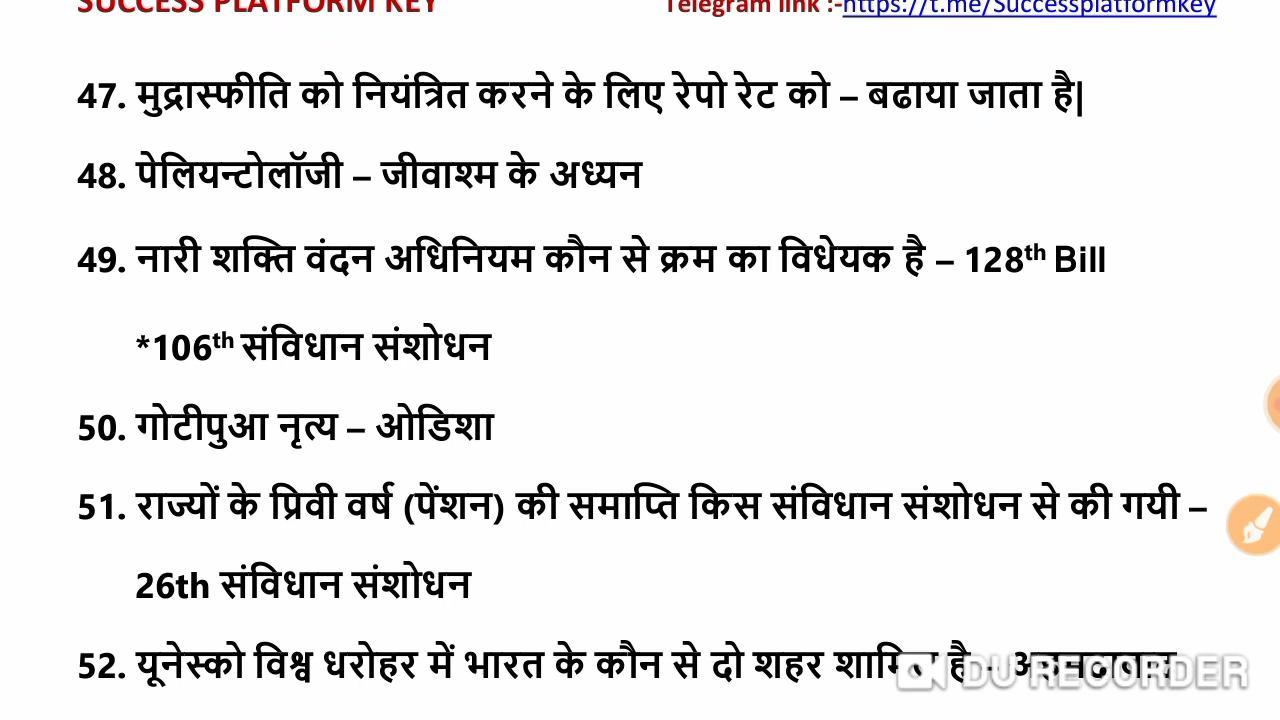 SUCCESS PLATFORM KEY Telegram link :-https://t.me/Successplatformkey
47. मुद्रास्फीति को नियंत्रित करने के लिए रेपो रेट को – बढाया जाता है|
48. पेलियन्टोलॉजी – जीवाश्म के अध्यन
49. नारी शक्ति वंदन अधिनियम कौन से क्रम का विधेयक है – 128th Bill
*106th संविधान संशोधन
50. गोटीपुआ नृत्य – ओडिशा
51. राज्यों के प्रिवी वर्ष (पेंशन) की समाप्ति किस संविधान संशोधन से की गयी –
26th संविधान संशोधन
52. यूनेस्को विश्व धरोहर में भारत के कौन से दो शहर शामिल है – अहमदाबाद
DU RECORDER